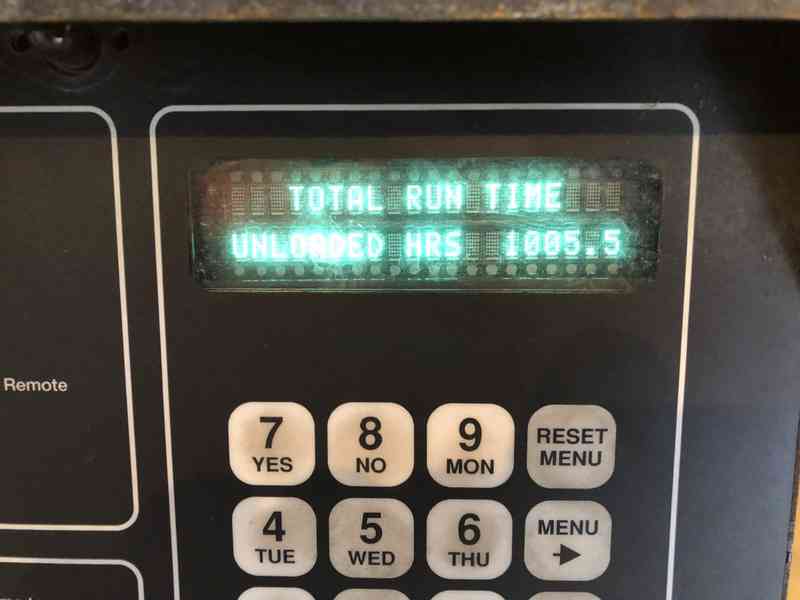 TOTAL RUN TIME
UNLOADED HRS 1005.5
Remote
7 8 9 RESET
YES NO MON MENU
4 5 6 MENU
TUE WED THU